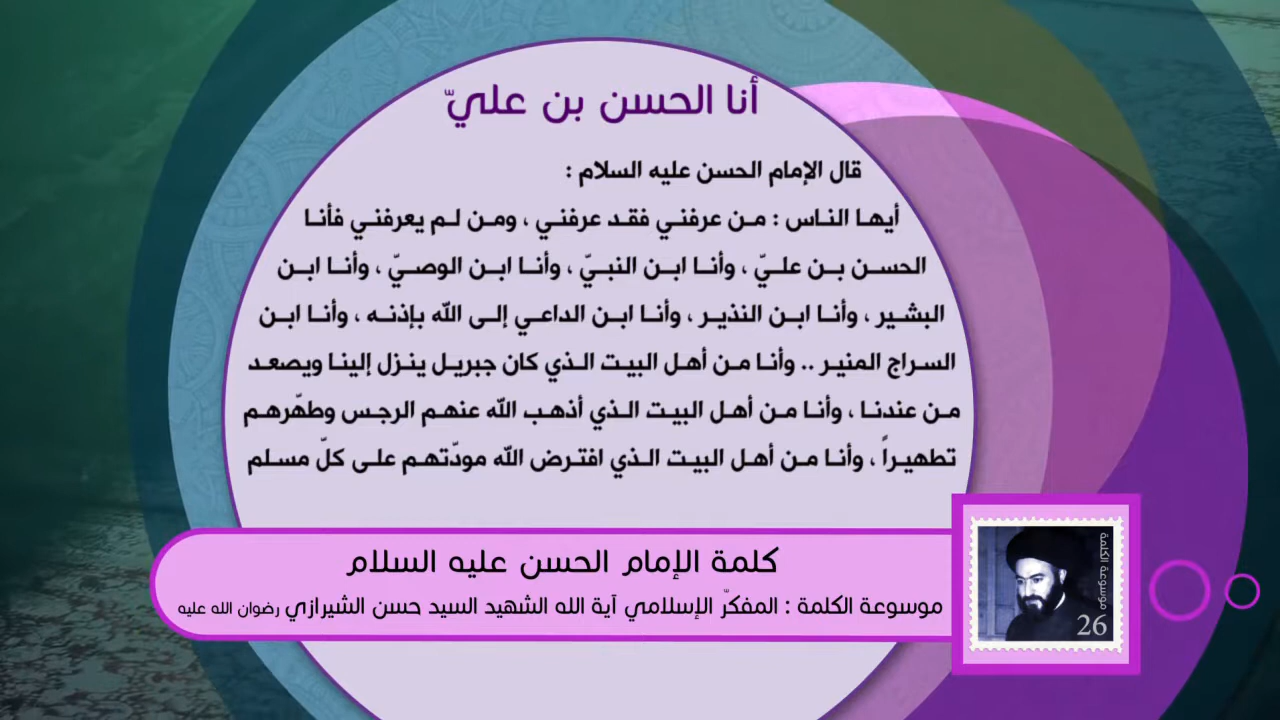 أنا الحسن بن عليّ
قال الإمام الحسن عليه السلام :
أيها الناس : من عرفني فقد عرفني ، ومن لم يعرفني فأنا
الحسن بن عليّ ، وأنا ابن النبيّ ، وأنا ابن الوصيّ ، وأنا ابن
البشير ، وأنا ابن النذير ، وأنا ابن الداعي إلى الله بإذنه ، وأنا ابن
السراج المنير .. وأنا من أهل البيت الذي كان جبريل ينزل إلينا ويصعد
من عندنا ، وأنا من أهل البيت الذي أذهب الله عنهم الرجس وطهّرهم
تطهيراً ، وأنا من أهل البيت الذي افترض الله مودّتهم على كلّ مسلم
كلمة الإمام الحسن عليه السلام
موسوعة الكلمة : المفكرّ الإسلامي آية الله الشهيد السيد حسن الشيرازي رضوان الله عليه
موسوعة الكلمة
26